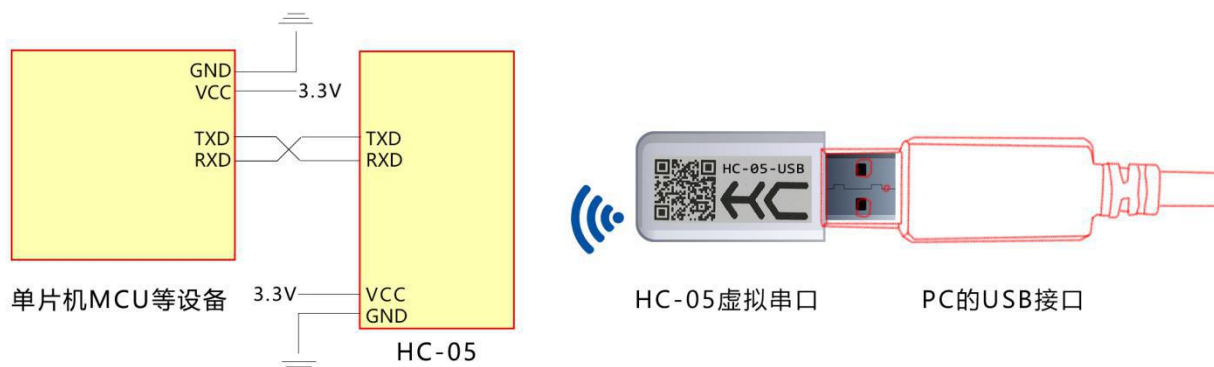 GND
VCC
3.3V
TXD
RXD
TXD
RXD
单片机MCU等设备
3.3V
VCC
GND
HC-05
HC-05-USB
HC
HC-05虚拟串口
PC的USB接口